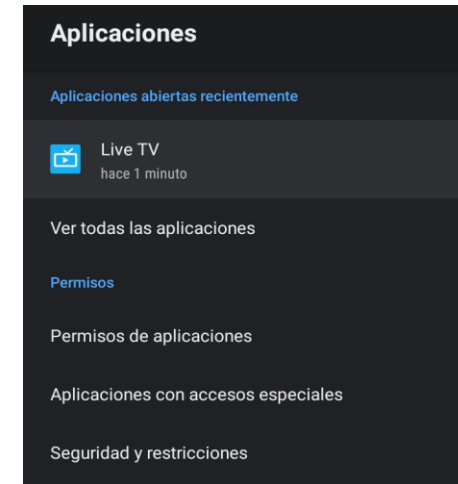 Aplicaciones
Aplicaciones abiertas recientemente
Live TV
hace 1 minuto
Ver todas las aplicaciones
Permisos
Permisos de aplicaciones
Aplicaciones con accesos especiales
Seguridad y restricciones